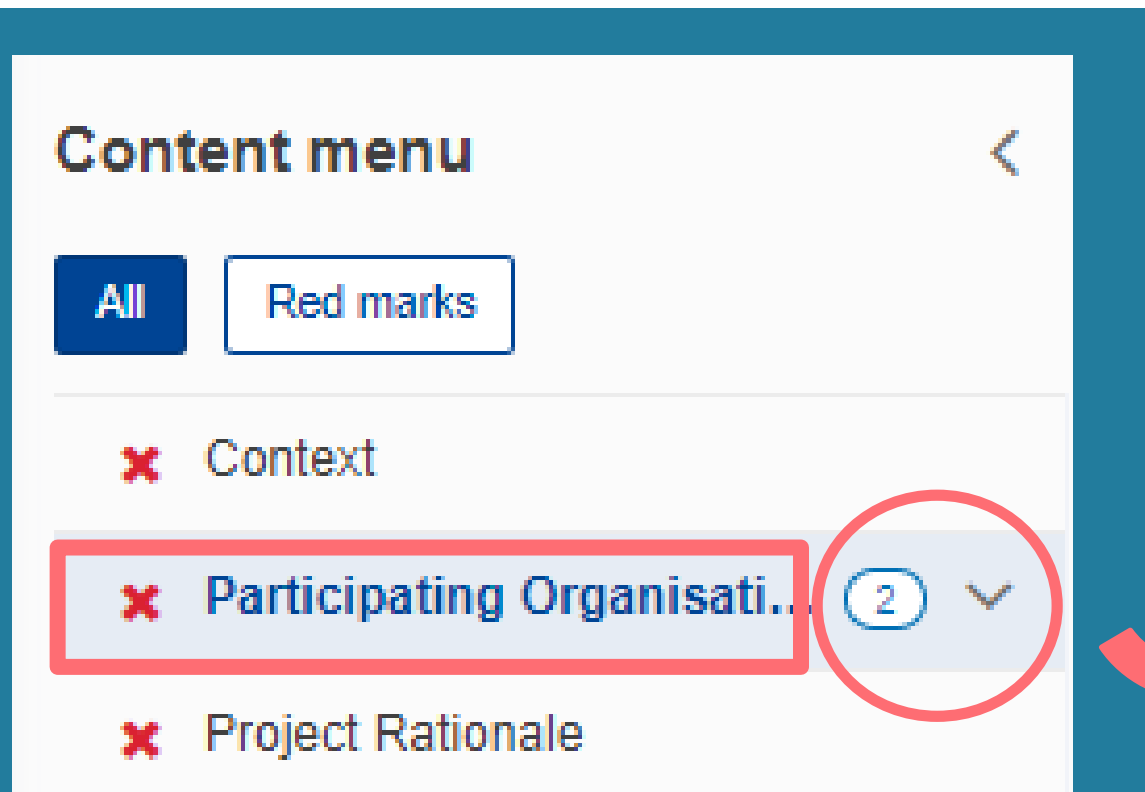 Content menu
All Red marks
Context
Participating Organisati... 2
Project Rationale